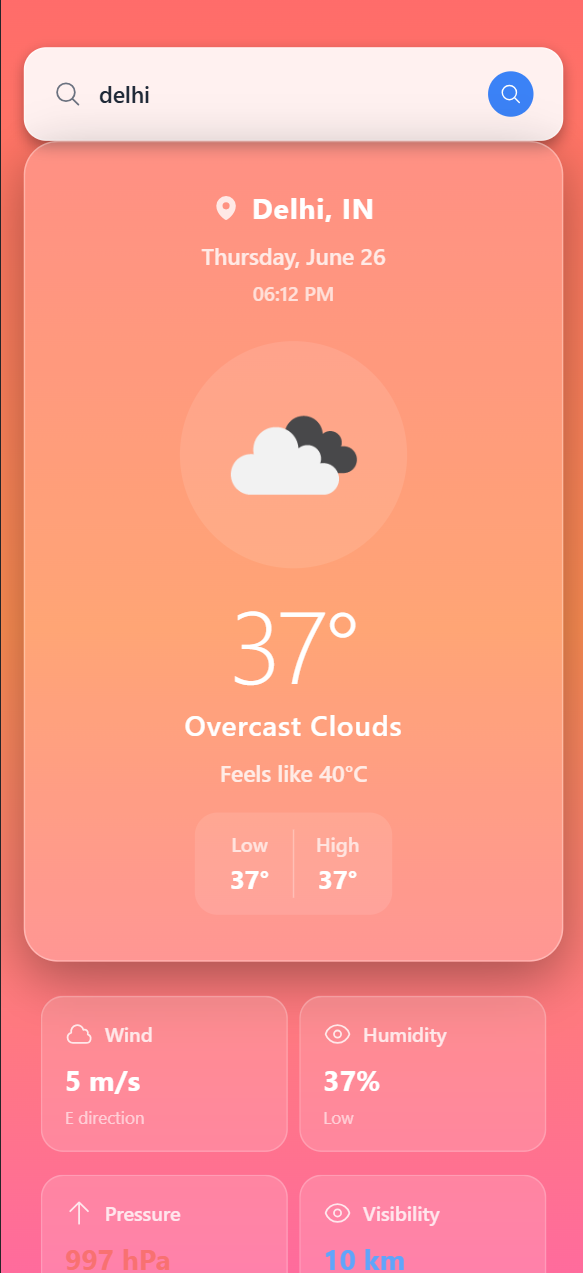 delhi
Delhi, IN
Thursday, June 26
06:12 PM
37°
Overcast Clouds
Feels like 40°C
Low High
37° 37°
Wind
5 m/s
E direction
Humidity
37%
Low
Pressure
997 hPa
Visibility
10 km